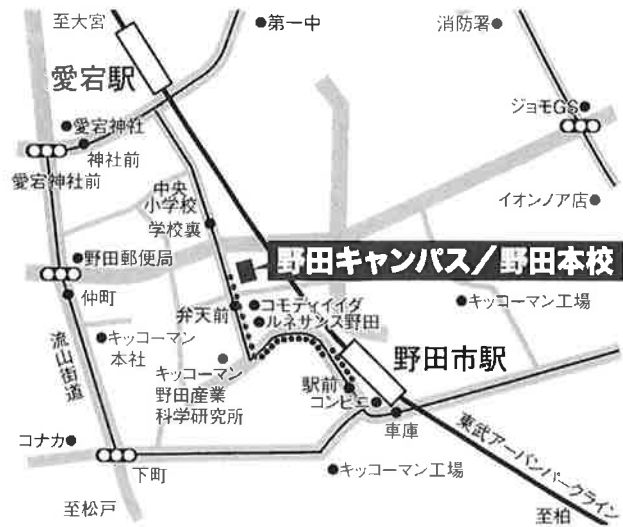 至大宮
第一中
消防署
愛宕駅
ジョモGS
愛宕神社
神社前
愛宕神社前
中央
小学校
学校裏
イオンノア店
野田郵便局
野田キャンパス／野田本校
仲町
弁天前
コモディイイダ
ルネサンス野田
キッコーマン工場
流山街道
キッコーマン
本社
キッコーマン
野田産業
科学研究所
野田市駅
駅前
コンビニ
車庫
コナカ
下町
キッコーマン工場
東武アーバンパークライン
至松戸
至柏